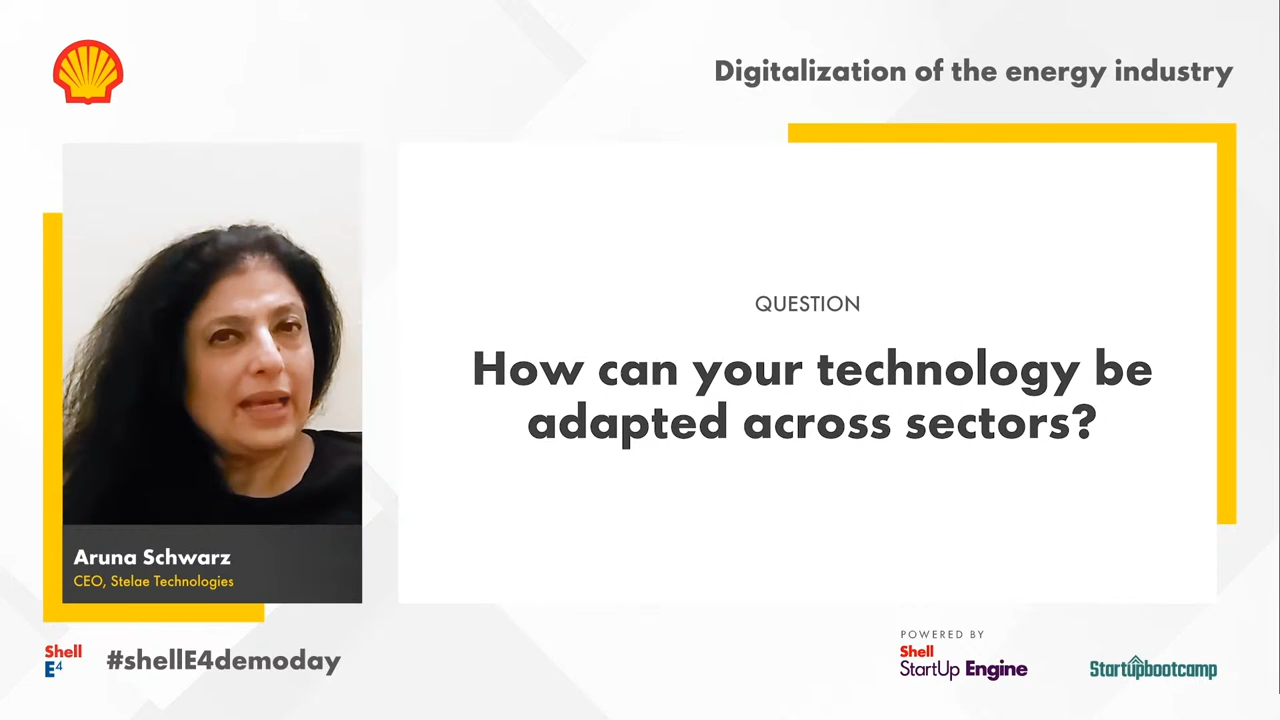 Digitalization of the energy industry
QUESTION
How can your technology be
adapted across sectors?
Aruna Schwarz
CEO, Stelae Technologies
Shell
E4
#shellE4demoday
POWERED BY
Shell
StartUp Engine
Startupbootcamp